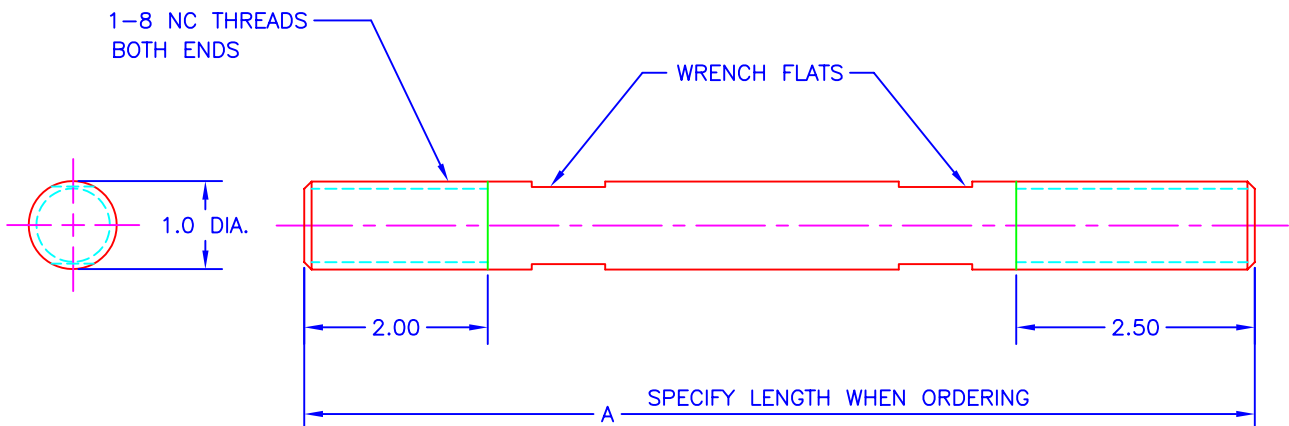 1-8 NC THREADS
BOTH ENDS
WRENCH FLATS
1.0 DIA.
2.00
2.50
SPECIFY LENGTH WHEN ORDERING
A